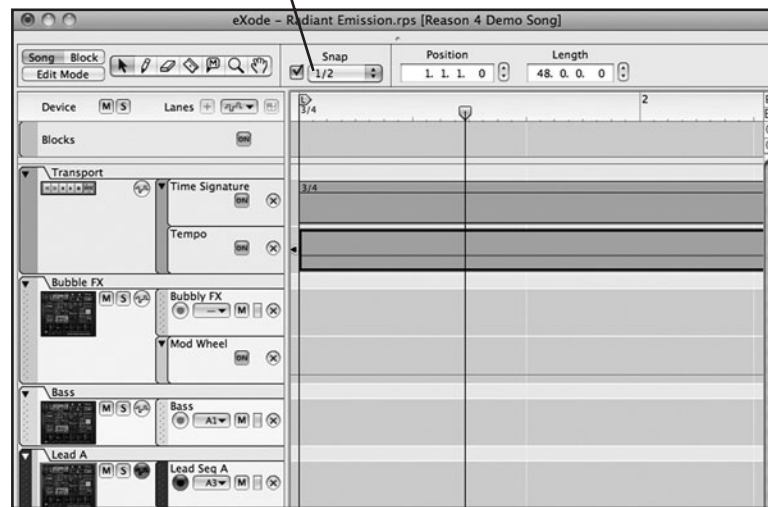 eXode – Radiant Emission.rps [Reason 4 Demo Song]
Song Block
Edit Mode
M
Snap
1/2
Position
1. 1. 1. 0
Length
48. 0. 0. 0
Device M S Lanes
L
3/4
2
Blocks ON
Transport
Time Signature
ON
3/4
Tempo
ON
Bubble FX
M S
Bubbly FX
M
Mod Wheel
ON
Bass
M S
Bass
A1 M
Lead A
M S
Lead Seq A
A3 M